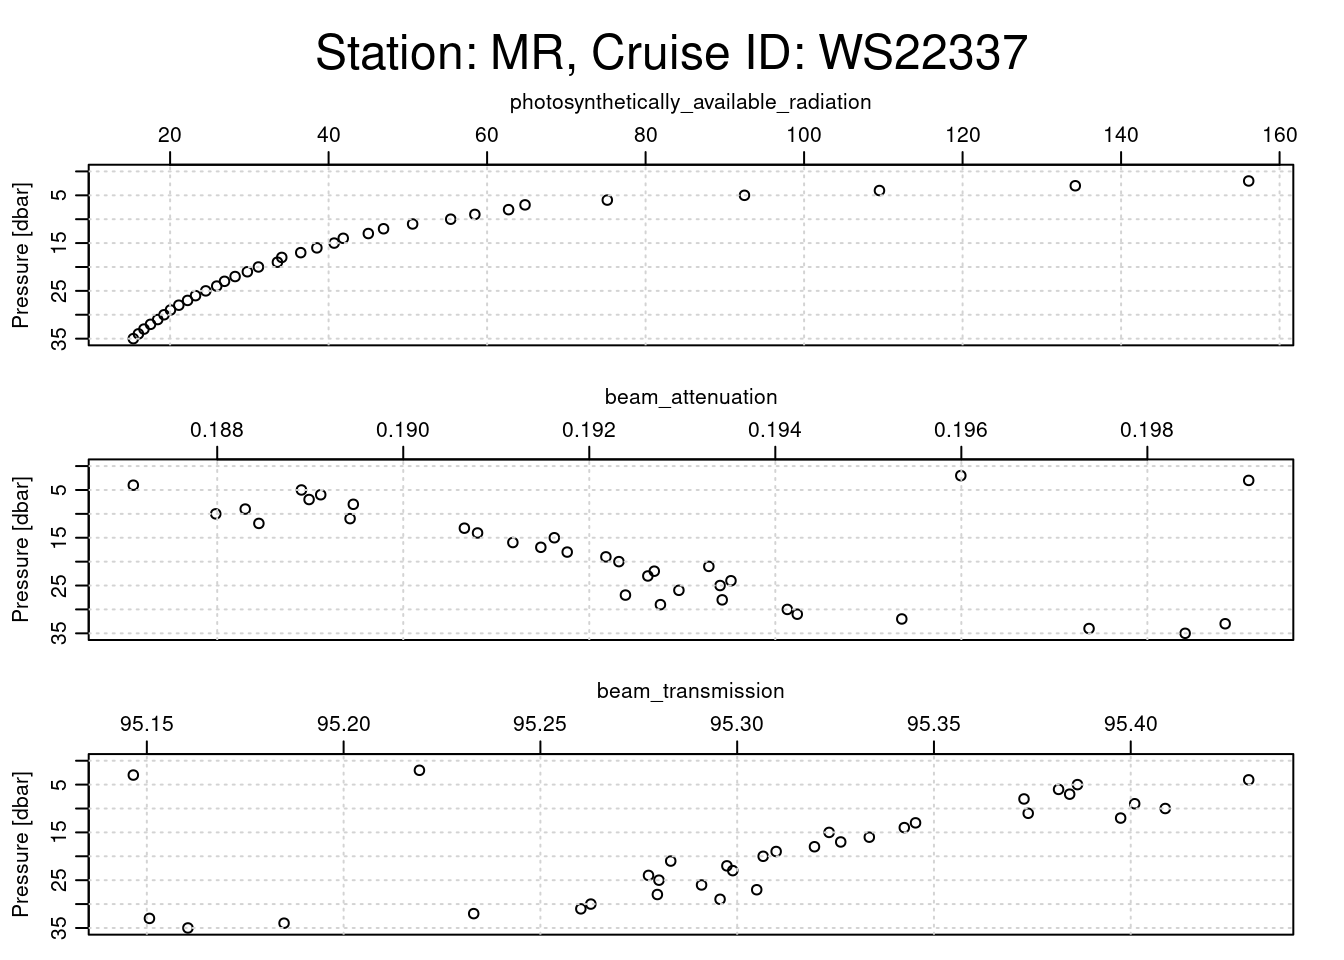 Station: MR, Cruise ID: WS22337
photosynthetically_available_radiation
20 40 60 80 100 120 140 160
Pressure [dbar]
5 15 25 35
beam_attenuation
0.188 0.190 0.192 0.194 0.196 0.198
Pressure [dbar]
5 15 25 35
beam_transmission
95.15 95.20 95.25 95.30 95.35 95.40
Pressure [dbar]
5 15 25 35